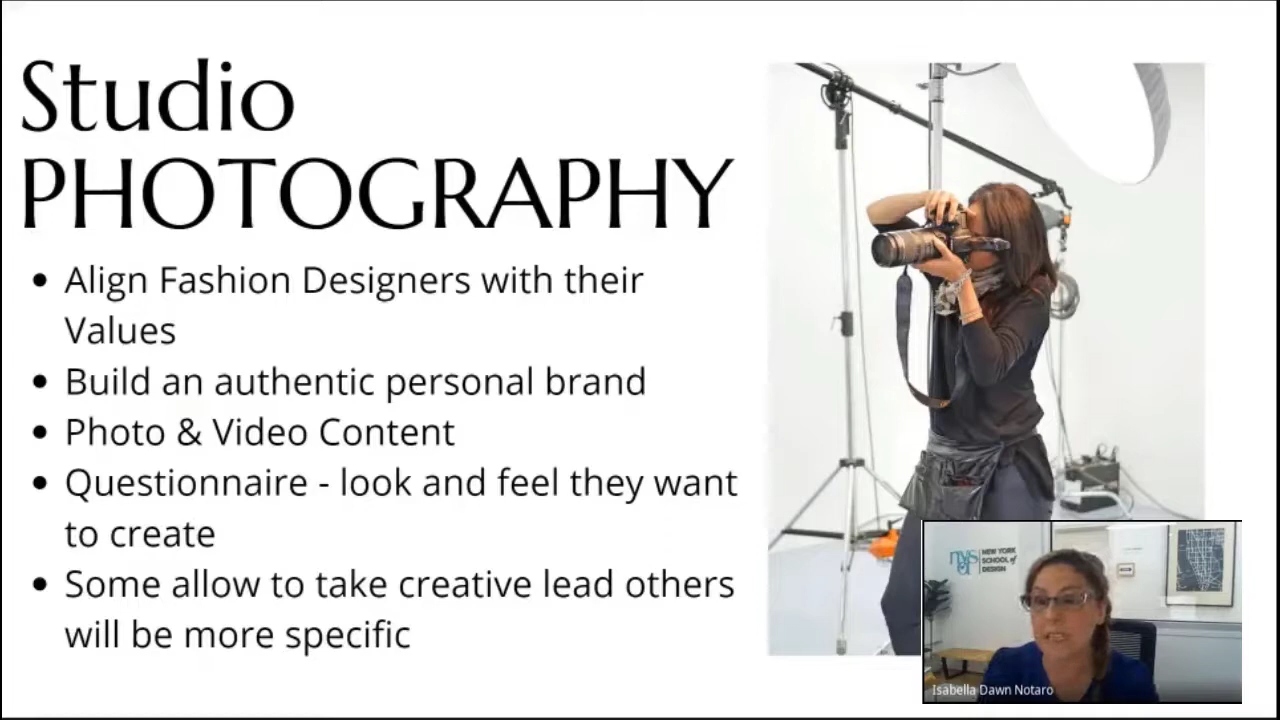 Studio
PHOTOGRAPHY
• Align Fashion Designers with their
Values
• Build an authentic personal brand
• Photo & Video Content
• Questionnaire - look and feel they want
to create
• Some allow to take creative lead others
will be more specific
nysd
NEW YORK
SCHOOL of
DESIGN
Isabella Dawn Notaro